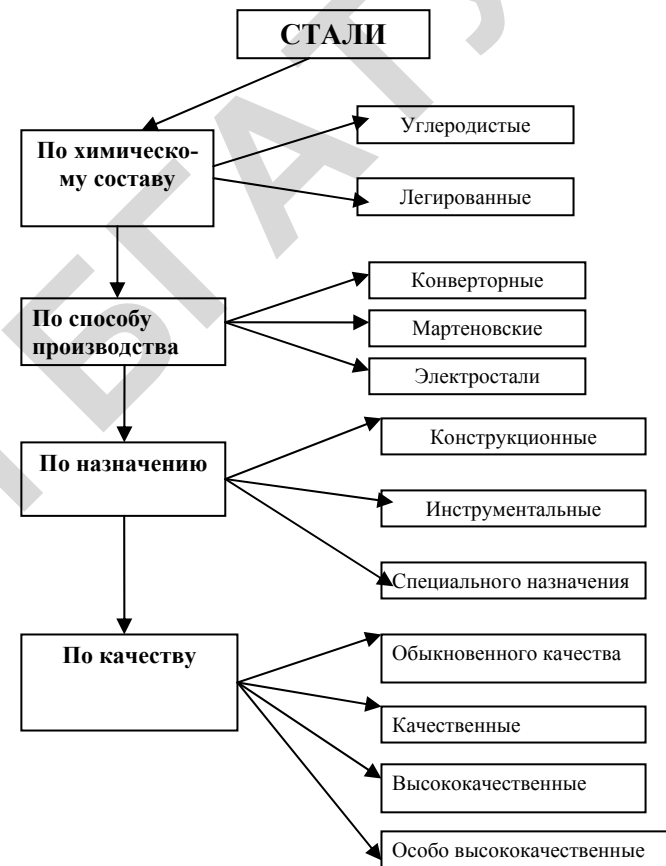 СТАЛИ
По химическо-
му составу
Углеродистые
Легированные
По способу
производства
Конверторные
Мартеновские
Электростали
По назначению
Конструкционные
Инструментальные
Специального назначения
По качеству
Обыкновенного качества
Качественные
Высококачественные
Особо высококачественные
БГАТУ